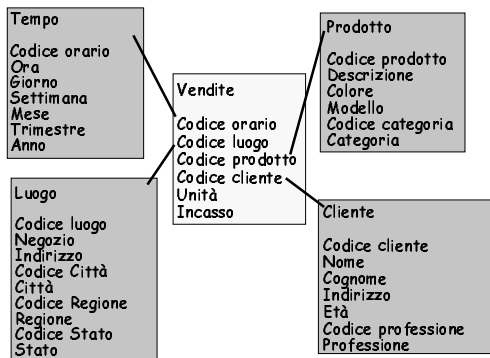 Tempo
Codice orario
Ora
Giorno
Settimana
Mese
Trimestre
Anno
Prodotto
Codice prodotto
Descrizione
Colore
Modello
Codice categoria
Categoria
Vendite
Codice orario
Codice luogo
Codice prodotto
Codice cliente
Unità
Incasso
Luogo
Codice luogo
Negozio
Indirizzo
Codice Città
Città
Codice Regione
Regione
Codice Stato
Stato
Cliente
Codice cliente
Nome
Cognome
Indirizzo
Età
Codice professione
Professione